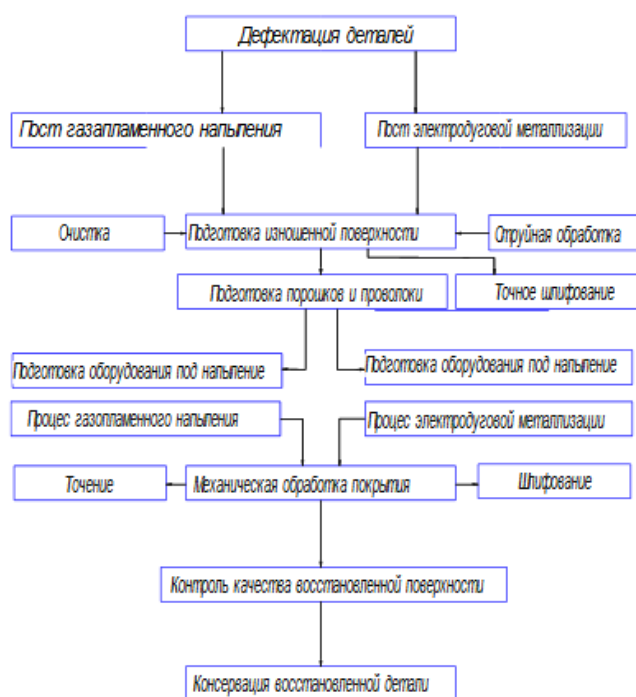 Дефектация деталей
Пост газапламенного напыления
Пост электродуговой металлизации
Очистка
Подготовка изношенной поверхности
Струйная обработка
Подготовка порошков и проволоки
Точное шлифование
Подготовка оборудования под напыление
Подготовка оборудования под напыление
Процес газопламенного напыления
Процес электродуговой металлизации
Точение
Механическая обработка покрытия
Шлифование
Контроль качества восстановленной поверхности
Консервация восстановленной детали